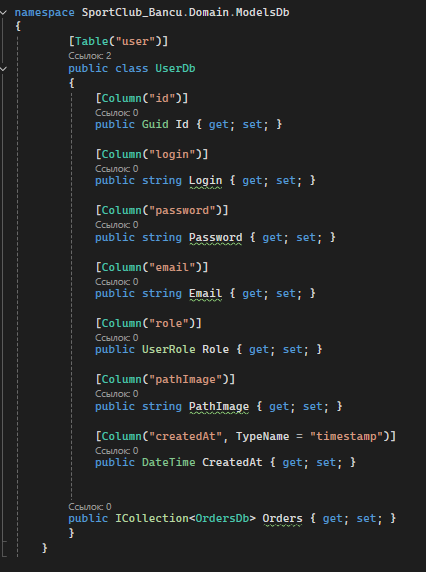 namespace SportClub_Bancu.Domain.ModelsDb
{
[Table("user")]
Ссылок: 2
public class UserDb
{
[Column("id")]
Ссылок: 0
public Guid Id { get; set; }
[Column("login")]
Ссылок: 0
public string Login { get; set; }
[Column("password")]
Ссылок: 0
public string Password { get; set; }
[Column("email")]
Ссылок: 0
public string Email { get; set; }
[Column("role")]
Ссылок: 0
public UserRole Role { get; set; }
[Column("pathImage")]
Ссылок: 0
public string PathImage { get; set; }
[Column("createdAt", TypeName = "timestamp")]
Ссылок: 0
public DateTime CreatedAt { get; set; }
Ссылок: 0
public ICollection<OrdersDb> Orders { get; set; }
}
}